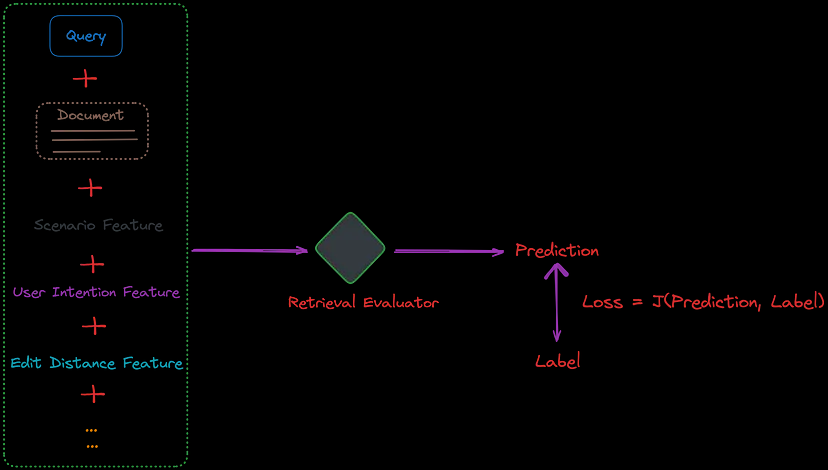 Query
+
Document
+
Scenario Feature
+
User Intention Feature
+
Edit Distance Feature
+
...
...
Retrieval Evaluator
Prediction
Loss = J(Prediction, Label)
Label